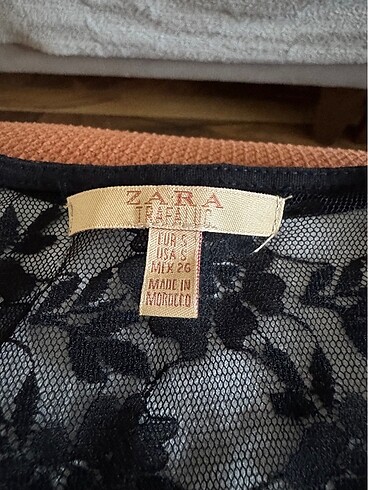 ZARA
TRAFALUC
EUR S
USA S
MEX 26
MADE IN
MOROCCO